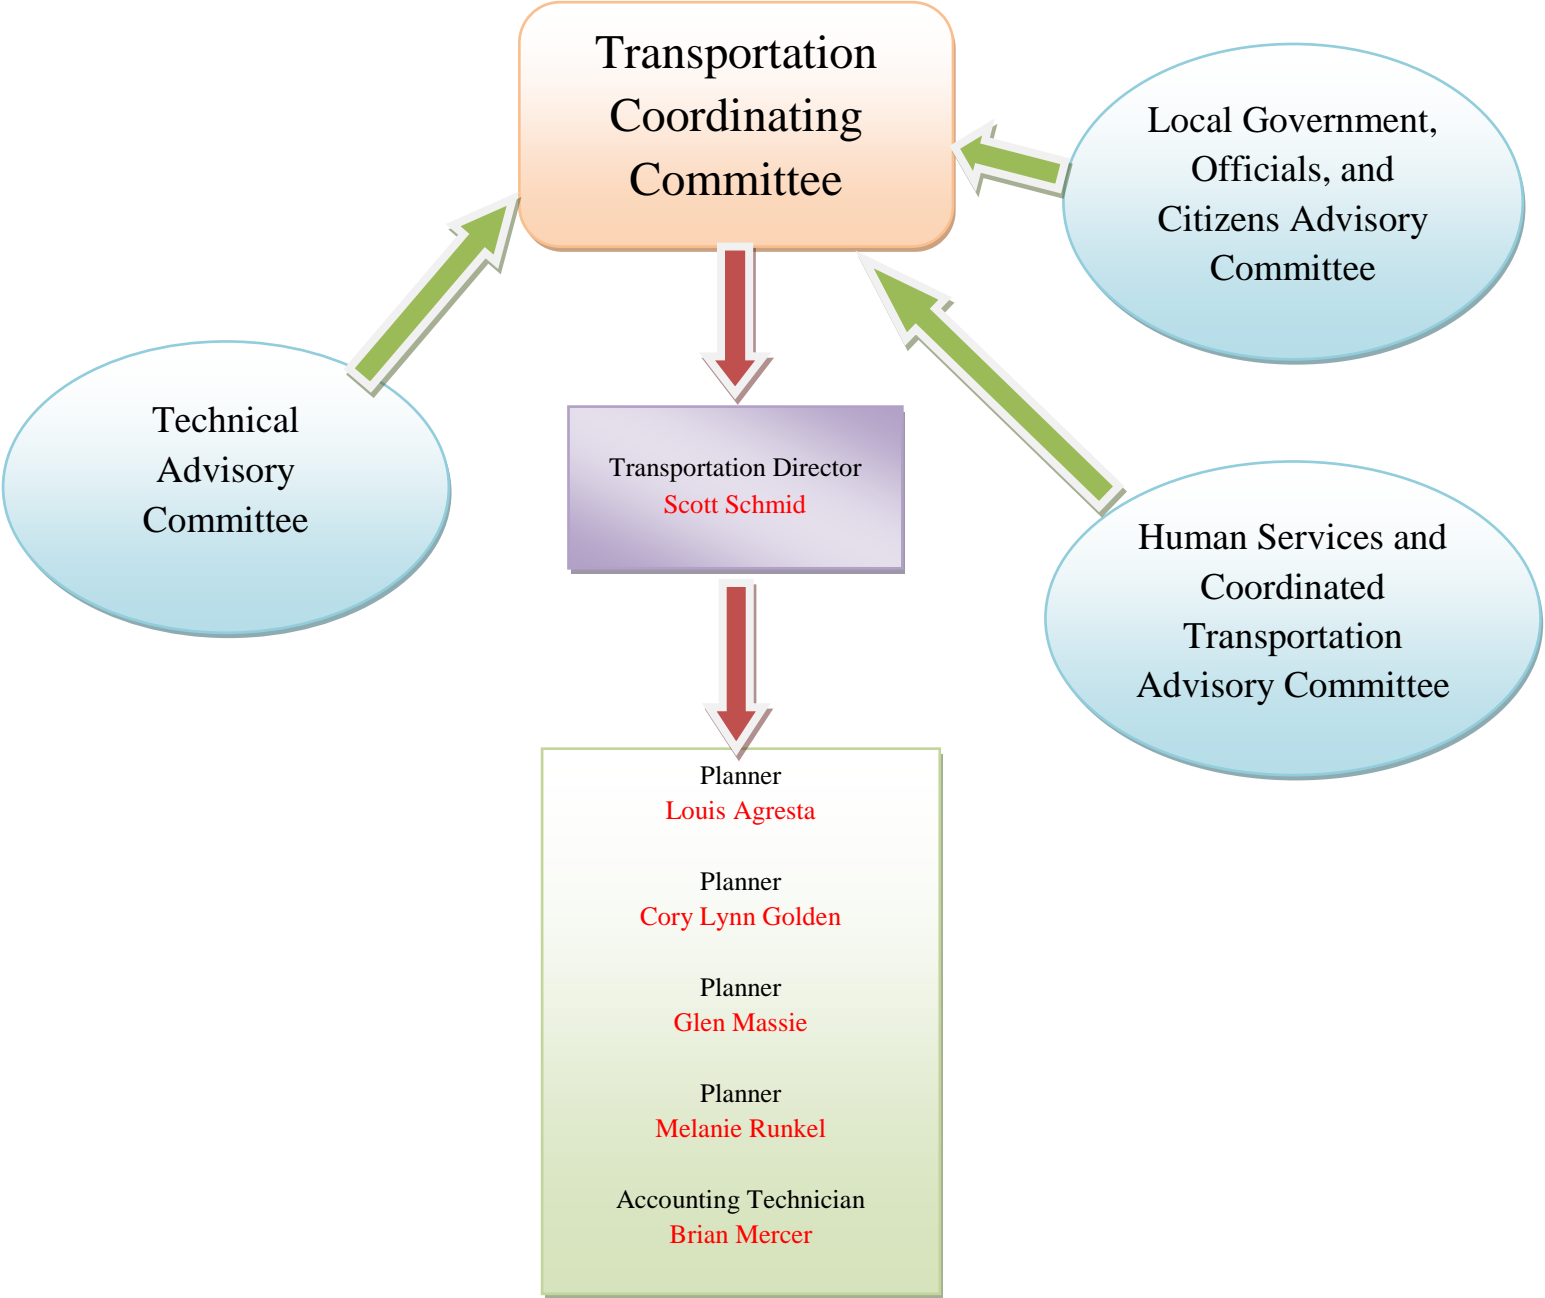 Transportation
Coordinating
Committee
Local Government,
Officials, and
Citizens Advisory
Committee
Technical
Advisory
Committee
Transportation Director
Scott Schmid
Human Services and
Coordinated
Transportation
Advisory Committee
Planner
Louis Agresta
Planner
Cory Lynn Golden
Planner
Glen Massie
Planner
Melanie Runkel
Accounting Technician
Brian Mercer